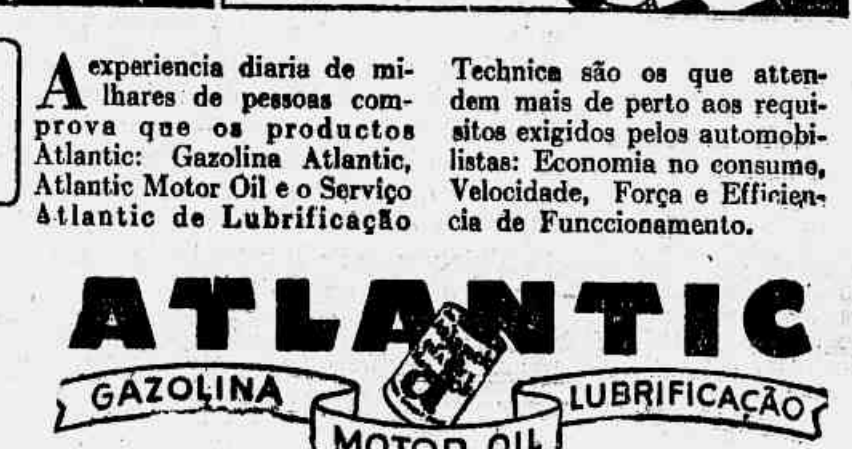 A experiencia diaria de mi-
lhares de pessoas com-
prova que os productos
Atlantic: Gazolina Atlantic,
Atlantic Motor Oil e o Serviço
Atlantic de Lubrificação
Technica são os que atten-
dem mais de perto aos requi-
sitos exigidos pelos automobi-
listas: Economia no consumo,
Velocidade, Força e Efficien-
cia de Funccionamento.
ATLANTIC
GAZOLINA
LUBRIFICAÇÃO
MOTOR OIL